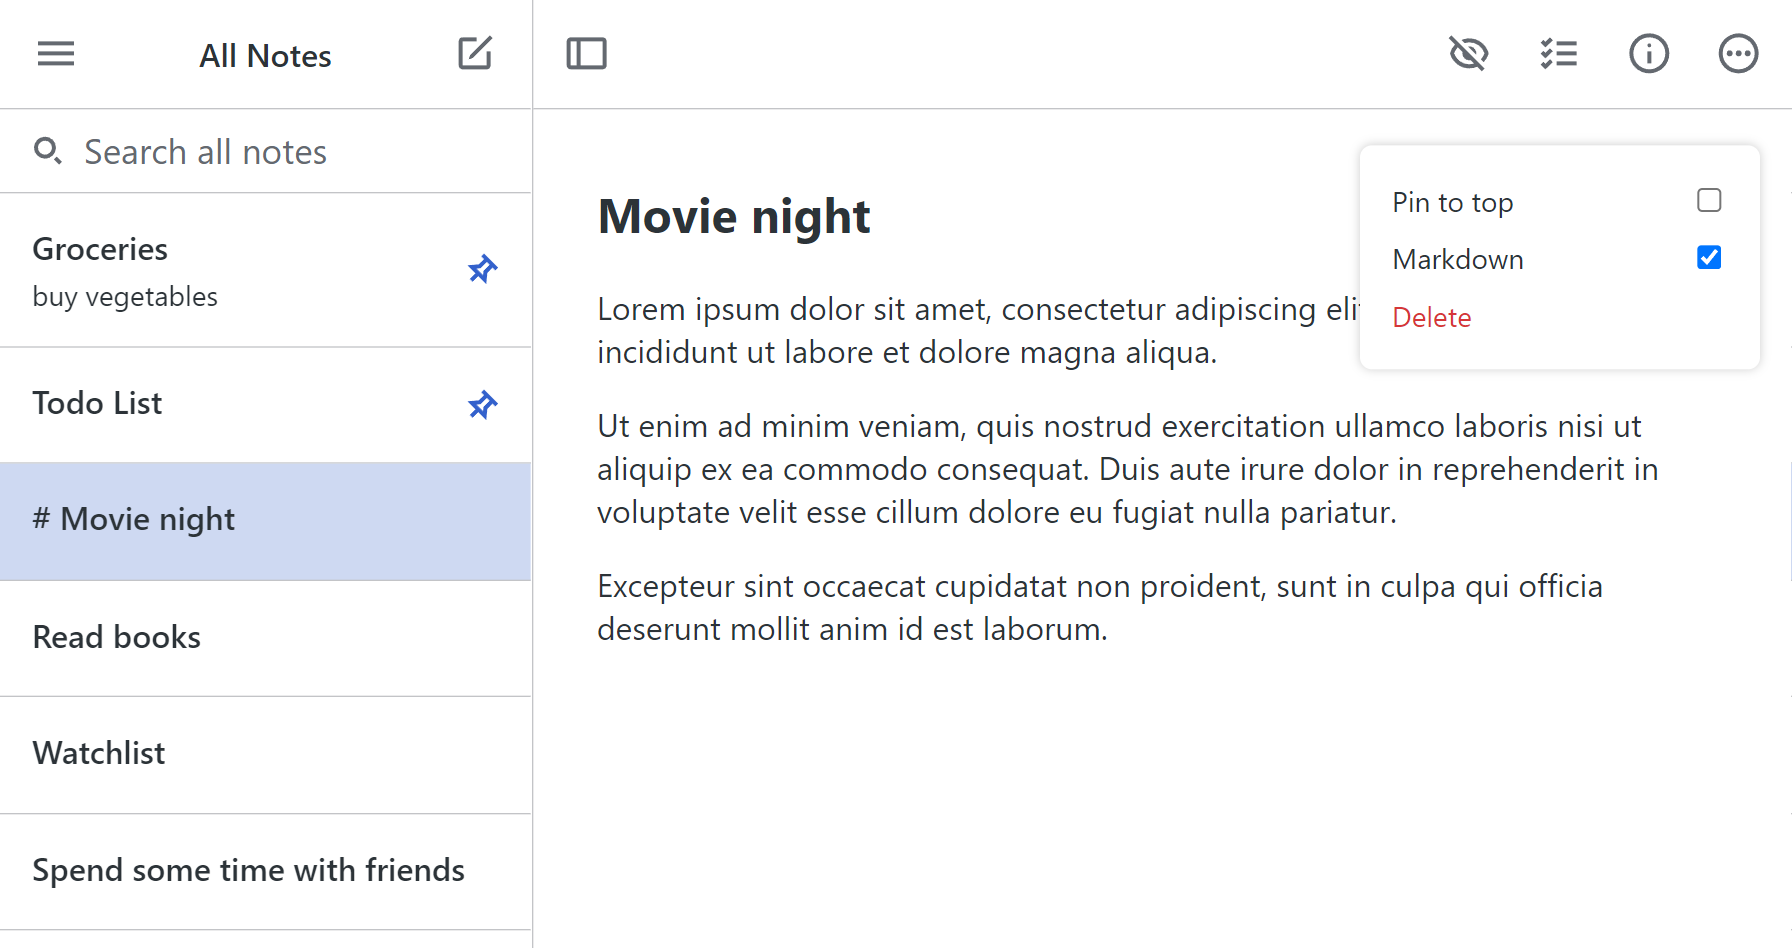 All Notes
Search all notes
Groceries
buy vegetables
Todo List
# Movie night
Read books
Watchlist
Spend some time with friends
Movie night
Lorem ipsum dolor sit amet, consectetur adipiscing
incididunt ut labore et dolore magna aliqua.
Ut enim ad minim veniam, quis nostrud exercitation ullamco laboris nisi ut
aliquip ex ea commodo consequat. Duis aute irure dolor in reprehenderit in
voluptate velit esse cillum dolore eu fugiat nulla pariatur.
Excepteur sint occaecat cupidatat non proident, sunt in culpa qui officia
deserunt mollit anim id est laborum.
Pin to top
Markdown
Delete